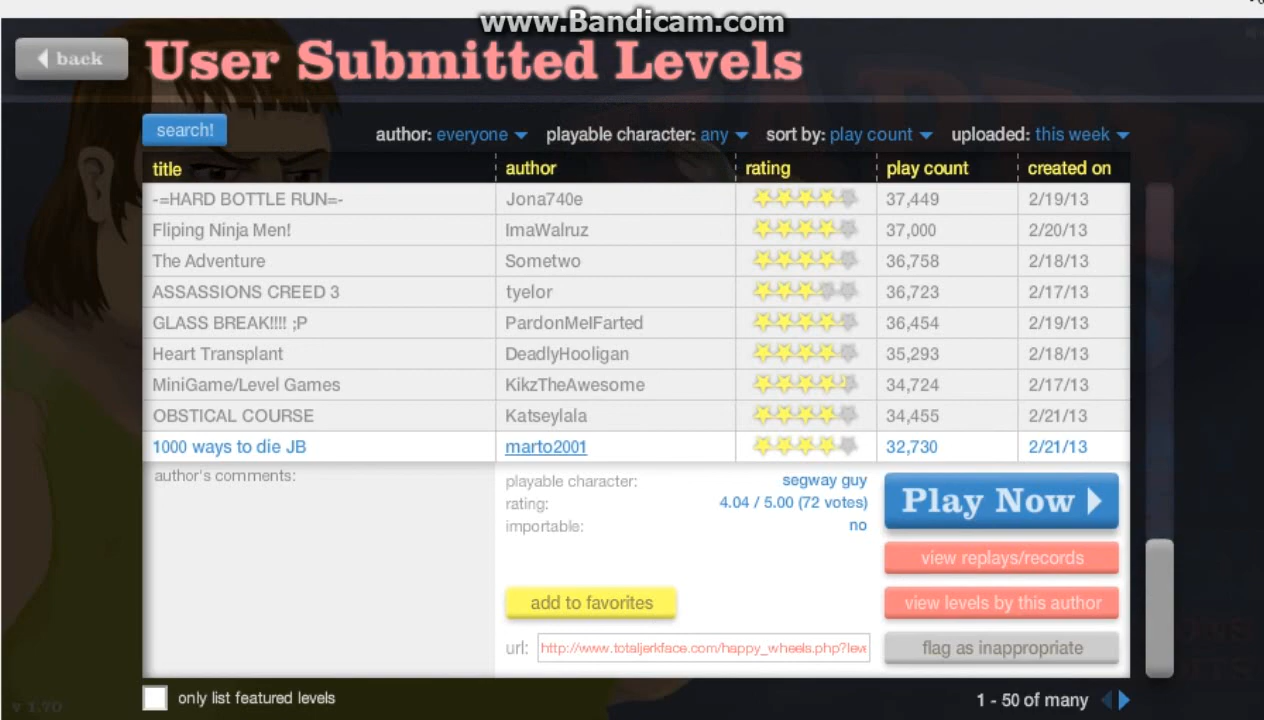 www.Bandicam.com
back
User Submitted Levels
search!
author: everyone playable character: any sort by: play count uploaded: this week
title author rating play count created on
-=HARD BOTTLE RUN=- Jona740e 37,449 2/19/13
Fliping Ninja Men! ImaWalruz 37,000 2/20/13
The Adventure Sometwo 36,758 2/18/13
ASSASSIONS CREED 3 tyelor 36,723 2/17/13
GLASS BREAK!!!! ;P PardonMeIFarted 36,454 2/19/13
Heart Transplant DeadlyHooligan 35,293 2/18/13
MiniGame/Level Games KikzTheAwesome 34,724 2/17/13
OBSTICAL COURSE Katseylala 34,455 2/21/13
1000 ways to die JB marto2001 32,730 2/21/13
author's comments:
playable character: segway guy
rating: 4.04 / 5.00 (72 votes)
importable: no
Play Now
view replays/records
add to favorites
view levels by this author
url: http://www.totaljerkface.com/happy_wheels.php?leve
flag as inappropriate
only list featured levels
1 - 50 of many
v 1.70